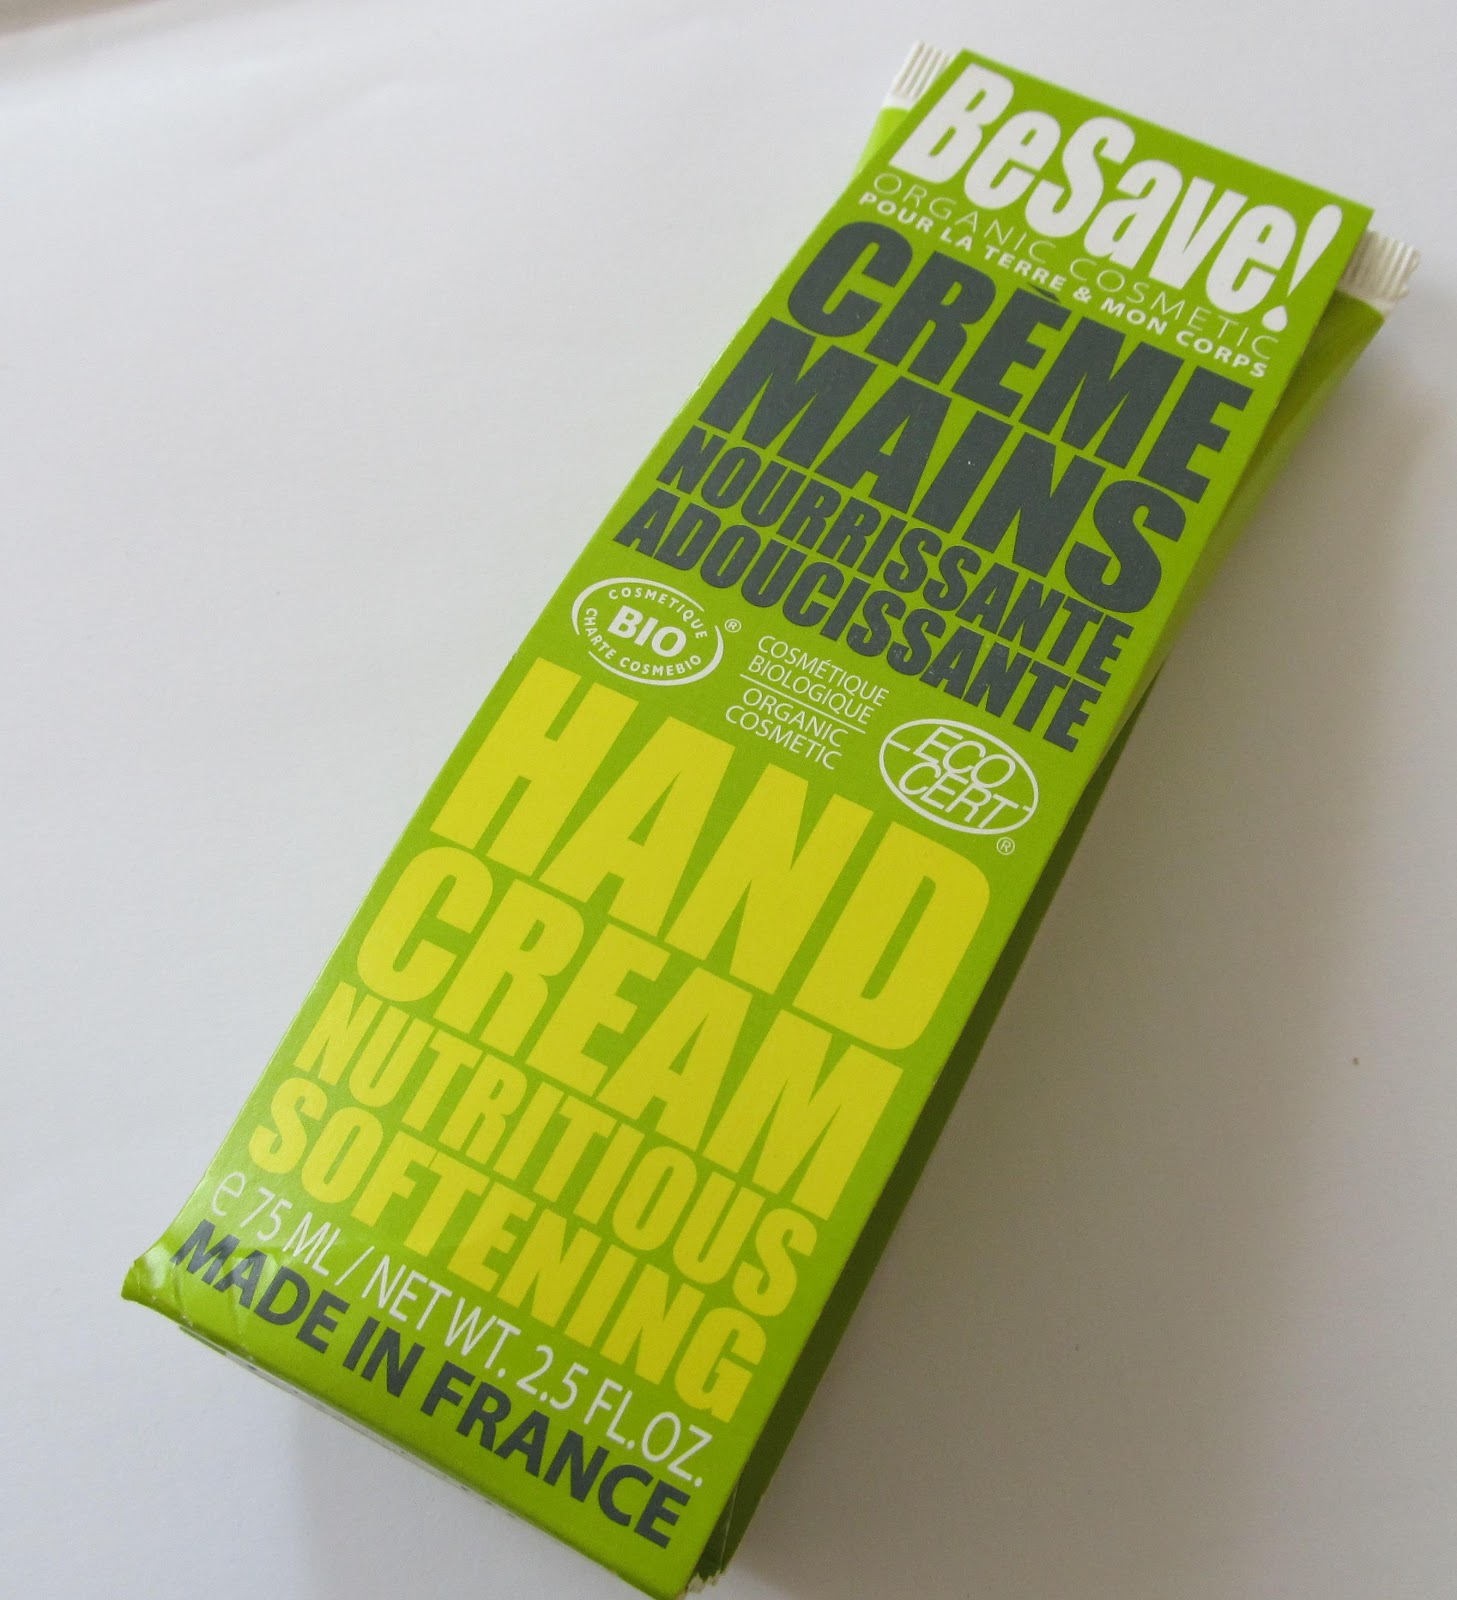 BeSave!
ORGANIC COSMETIC
POUR LA TERRE & MON CORPS
CRÈME
MAINS
NOURRISSANTE
ADOUCISSANTE
COSMETIQUE
BIO ®
CHARTE COSMEBIO
COSMÉTIQUE
BIOLOGIQUE
ORGANIC
COSMETIC
ECO
CERT
®
HAND
CREAM
NUTRITIOUS
SOFTENING
e 75 ML / NET WT. 2.5 FL. OZ.
MADE IN FRANCE